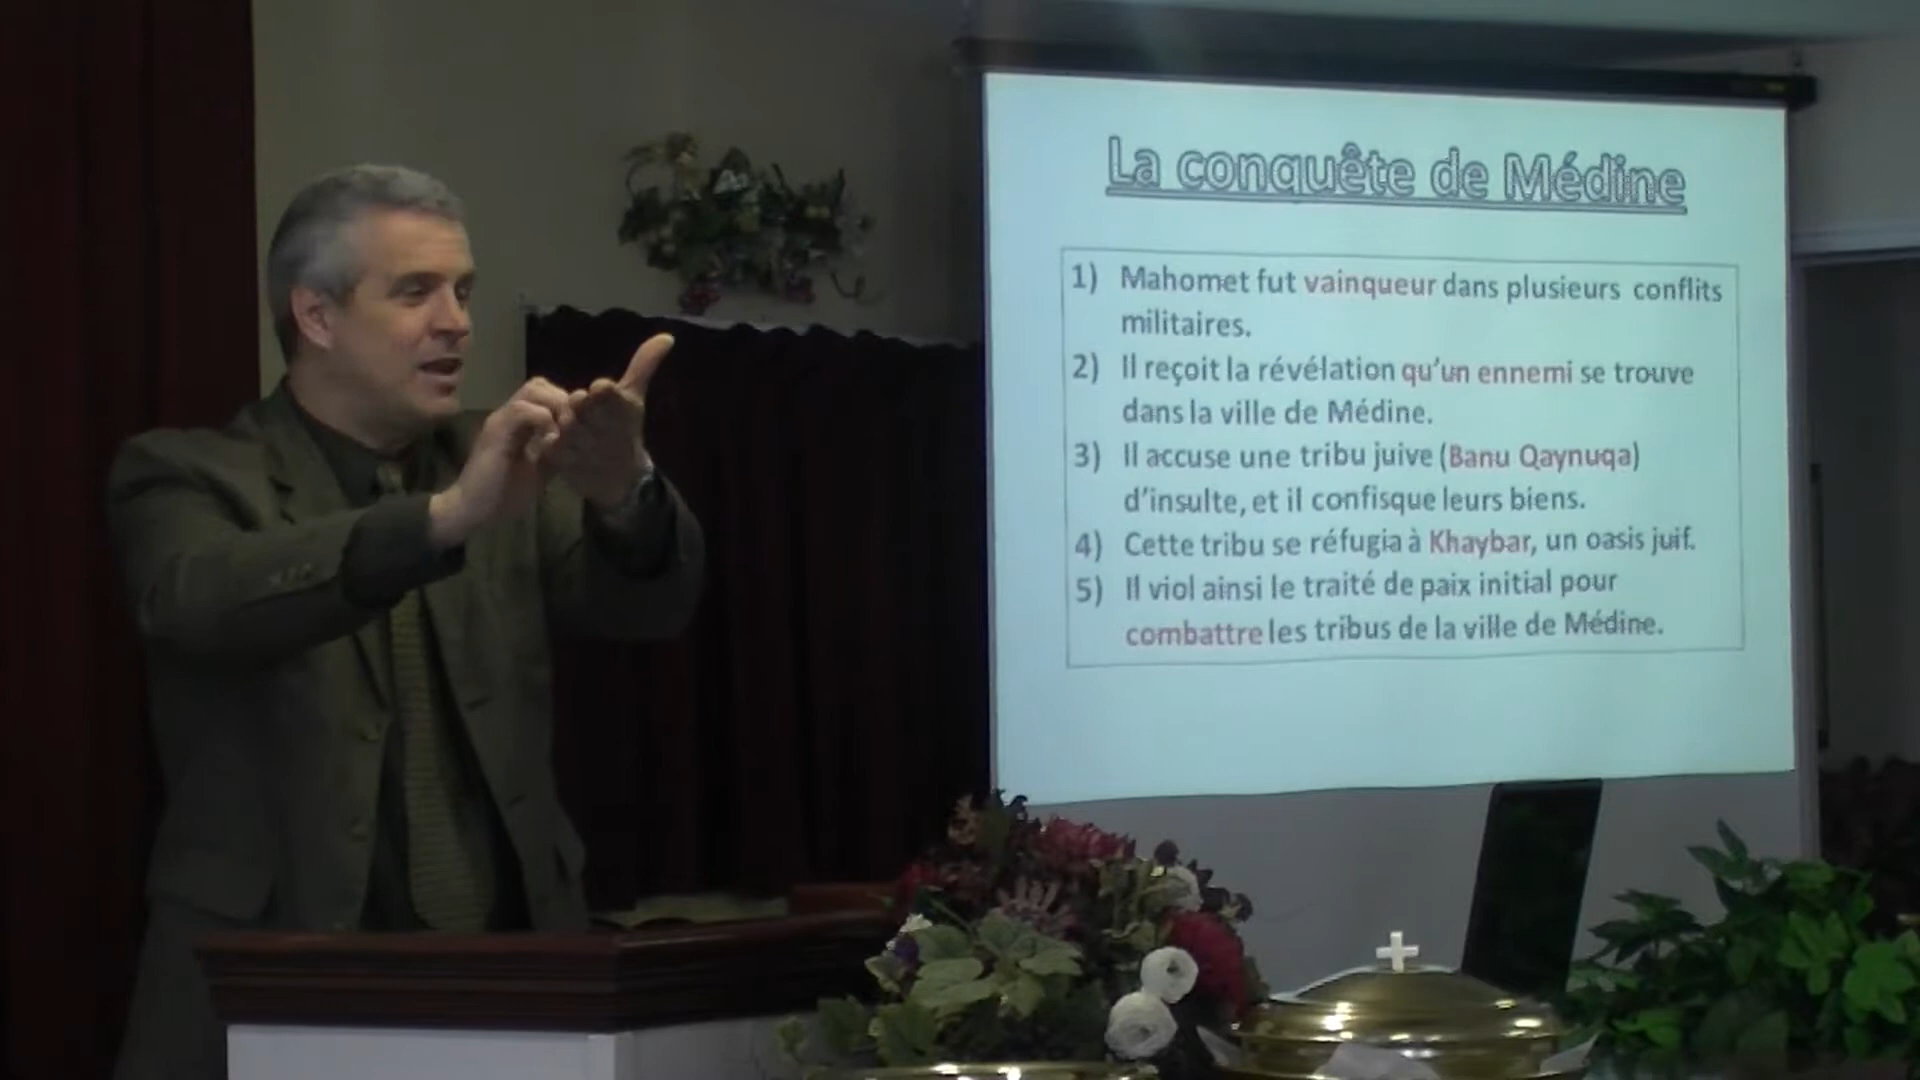 La conquête de Médine
1) Mahomet fut vainqueur dans plusieurs conflits
militaires.
2) Il reçoit la révélation qu'un ennemi se trouve
dans la ville de Médine.
3) Il accuse une tribu juive (Banu Qaynuqa)
d'insulte, et il confisque leurs biens.
4) Cette tribu se réfugia à Khaybar, un oasis juif.
5) Il viol ainsi le traité de paix initial pour
combattre les tribus de la ville de Médine.